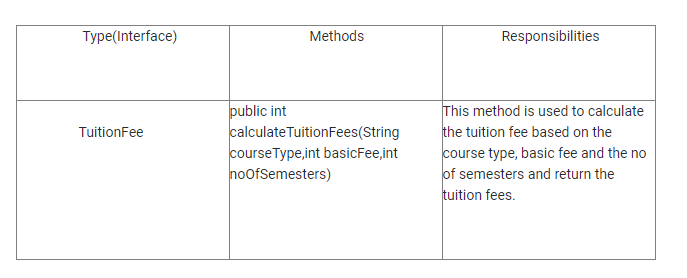 Type(Interface)
Methods
Responsibilities
TuitionFee
public int
calculateTuitionFees(String
courseType,int basicFee,int
noOfSemesters)
This method is used to calculate
the tuition fee based on the
course type, basic fee and the no
of semesters and return the
tuition fees.